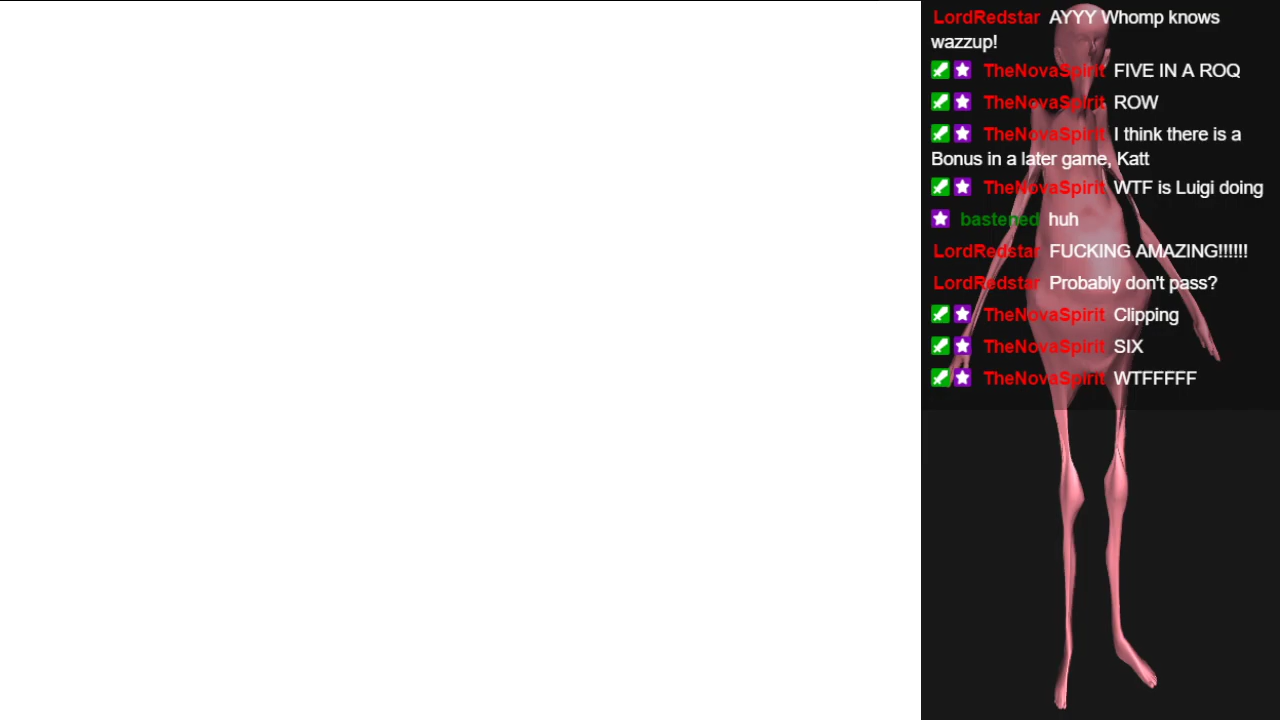 LordRedstar AYYY Whomp knows
wazzup!
TheNovaSpirit FIVE IN A ROQ
TheNovaSpirit ROW
TheNovaSpirit I think there is a
Bonus in a later game, Katt
TheNovaSpirit WTF is Luigi doing
bastened huh
LordRedstar FUCKING AMAZING!!!!!!
LordRedstar Probably don't pass?
TheNovaSpirit Clipping
TheNovaSpirit SIX
TheNovaSpirit WTFFFFF